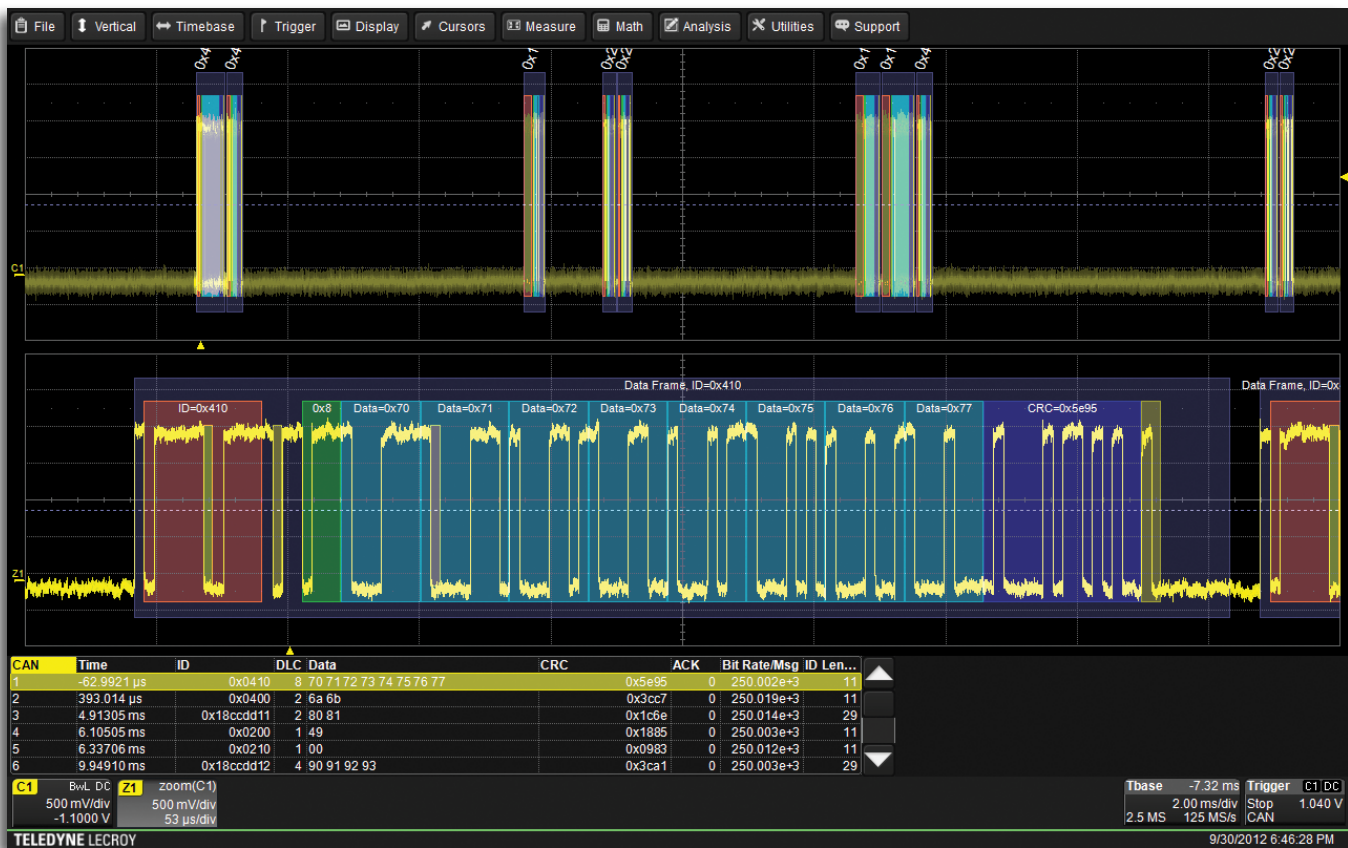 File Vertical Timebase Trigger Display Cursors Measure Math Analysis Utilities Support
0x4 0x4 0x1 0x2 0x2 0x1 0x1 0x4 0x2 0x2
C1
Data Frame, ID=0x410 Data Frame, ID=0x
ID=0x410 0x8 Data=0x70 Data=0x71 Data=0x72 Data=0x73 Data=0x74 Data=0x75 Data=0x76 Data=0x77 CRC=0x5e95
Z1
CAN Time ID DLC Data CRC ACK Bit Rate/Msg ID Len...
1 -62.9921 µs 0x0410 8 70 71 72 73 74 75 76 77 0x5e95 0 250.002e+3 11
2 393.014 µs 0x0400 2 6a 6b 0x3cc7 0 250.019e+3 11
3 4.91305 ms 0x18ccdd11 2 80 81 0x1c6e 0 250.014e+3 29
4 6.10505 ms 0x0200 1 49 0x1885 0 250.003e+3 11
5 6.33706 ms 0x0210 1 00 0x0983 0 250.012e+3 11
6 9.94910 ms 0x18ccdd12 4 90 91 92 93 0x3ca1 0 250.003e+3 29
C1 BwL DC Z1 zoom(C1) Tbase -7.32 ms Trigger C1 DC
500 mV/div 500 mV/div 2.00 ms/div Stop 1.040 V
-1.1000 V 53 µs/div 2.5 MS 125 MS/s CAN
TELEDYNE LECROY 9/30/2012 6:46:28 PM